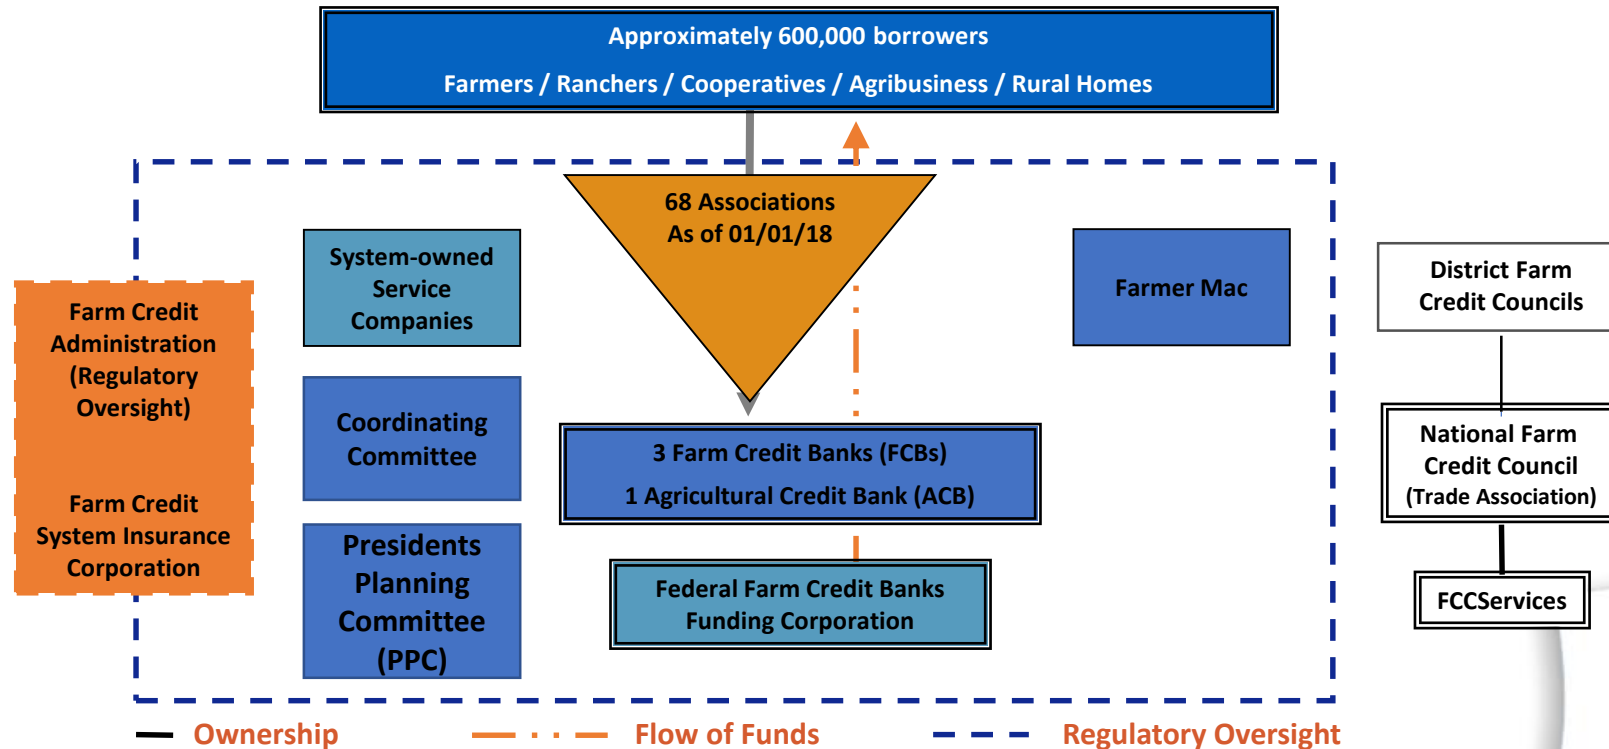 Approximately 600,000 borrowers
Farmers / Ranchers / Cooperatives / Agribusiness / Rural Homes
68 Associations
As of 01/01/18
System-owned
Service
Companies
Farmer Mac
District Farm
Credit Councils
Farm Credit
Administration
(Regulatory
Oversight)
Farm Credit
System Insurance
Corporation
Coordinating
Committee
3 Farm Credit Banks (FCBs)
1 Agricultural Credit Bank (ACB)
National Farm
Credit Council
(Trade Association)
Presidents
Planning
Committee
(PPC)
Federal Farm Credit Banks
Funding Corporation
FCCServices
Ownership
Flow of Funds
Regulatory Oversight